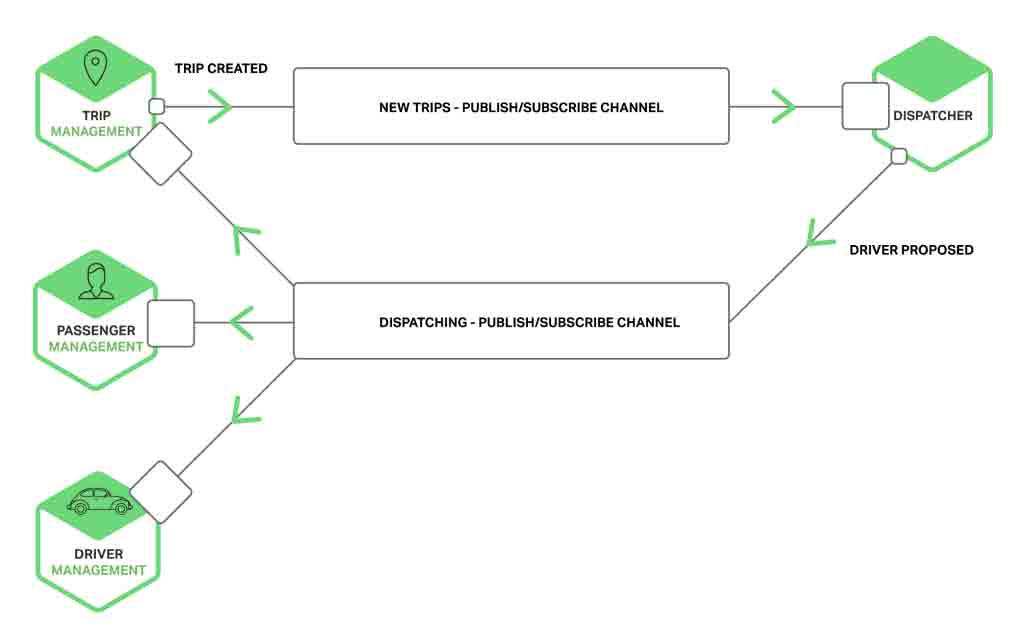 TRIP CREATED
NEW TRIPS - PUBLISH/SUBSCRIBE CHANNEL
TRIP
MANAGEMENT
DISPATCHER
DRIVER PROPOSED
PASSENGER
MANAGEMENT
DISPATCHING - PUBLISH/SUBSCRIBE CHANNEL
DRIVER
MANAGEMENT